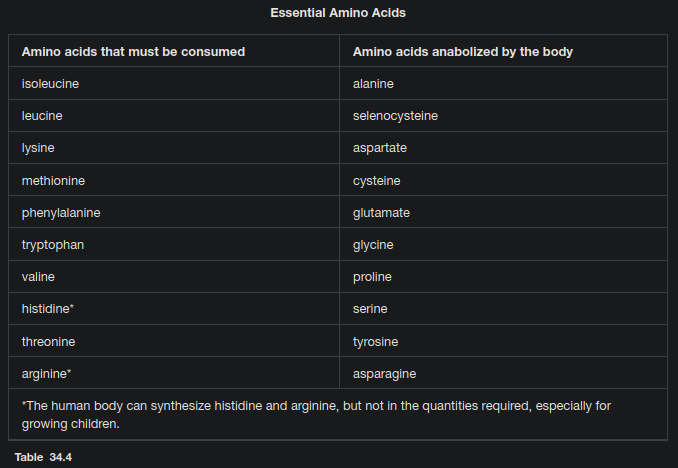 Essential Amino Acids
Amino acids that must be consumed Amino acids anabolized by the body
isoleucine alanine
leucine selenocysteine
lysine aspartate
methionine cysteine
phenylalanine glutamate
tryptophan glycine
valine proline
histidine* serine
threonine tyrosine
arginine* asparagine
*The human body can synthesize histidine and arginine, but not in the quantities required, especially for
growing children.
Table 34.4